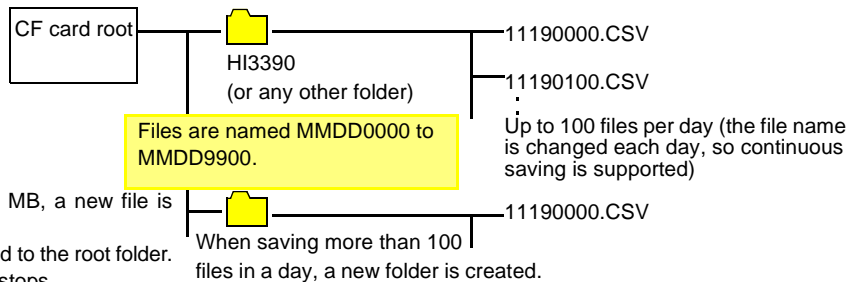 CF card root
HI3390
(or any other folder)
11190000.CSV
11190100.CSV
Up to 100 files per day (the file name
is changed each day, so continuous
saving is supported)
Files are named MMDD0000 to
MMDD9900.
MB, a new file is
d to the root folder.
stops
11190000.CSV
When saving more than 100
files in a day, a new folder is created.